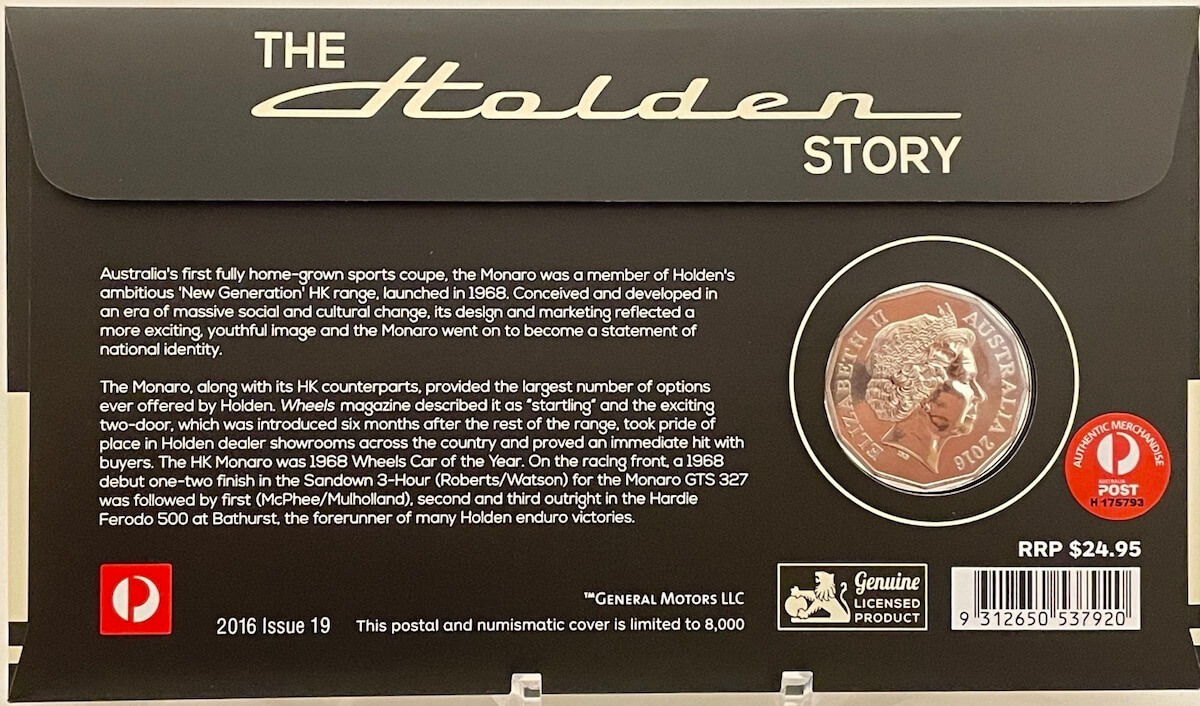 THE
Holden
STORY
Australia's first fully home-grown sports coupe, the Monaro was a member of Holden's
ambitious 'New Generation' HK range, launched in 1968. Conceived and developed in
an era of massive social and cultural change, its design and marketing reflected a
more exciting, youthful image and the Monaro went on to become a statement of
national identity.
The Monaro, along with its HK counterparts, provided the largest number of options
ever offered by Holden. Wheels magazine described it as "startling" and the exciting
two-door, which was introduced six months after the rest of the range, took pride of
place in Holden dealer showrooms across the country and proved an immediate hit with
buyers. The HK Monaro was 1968 Wheels Car of the Year. On the racing front, a 1968
debut one-two finish in the Sandown 3-Hour (Roberts/Watson) for the Monaro GTS 327
was followed by first (McPhee/Mulholland), second and third outright in the Hardie
Ferodo 500 at Bathurst, the forerunner of many Holden enduro victories.
ELIZABETH II
AUSTRALIA 2016
IRB
AUTHENTIC MERCHANDISE
AUSTRALIA
POST
H 175793
RRP $24.95
™GENERAL MOTORS LLC
2016 Issue 19
This postal and numismatic cover is limited to 8,000
Genuine
LICENSED
PRODUCT
9 312650 537920